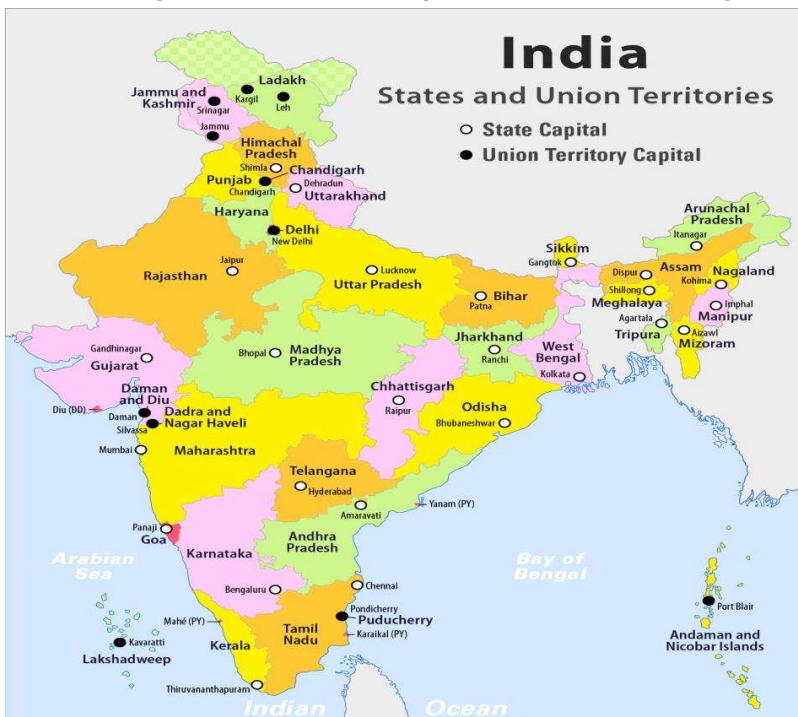 India
States and Union Territories
State Capital
Union Territory Capital
Ladakh
Kargil
Leh
Jammu and
Kashmir
Srinagar
Jammu
Himachal
Pradesh
Shimla
Chandigarh
Punjab
Chandigarh
Dehradun
Uttarakhand
Haryana
Delhi
New Delhi
Arunachal
Pradesh
Itanagar
Sikkim
Gangtok
Assam
Dispur
Nagaland
Kohima
Shillong
Meghalaya
Imphal
Manipur
Agartala
Tripura
Aizawl
Mizoram
Jaipur
Rajasthan
Lucknow
Uttar Pradesh
Bihar
Patna
Jharkhand
Ranchi
West
Bengal
Kolkata
Gandhinagar
Gujarat
Bhopal
Madhya
Pradesh
Chhattisgarh
Raipur
Odisha
Bhubaneshwar
Daman
and Diu
Diu (DD)
Daman
Dadra and
Nagar Haveli
Silvassa
Mumbai
Maharashtra
Telangana
Hyderabad
Yanam (PY)
Amaravati
Andhra
Pradesh
Panaji
Goa
Karnataka
Bengaluru
Chennai
Arabian
Sea
Bay of
Bengal
Pondicherry
Puducherry
Karaikal (PY)
Mahé (PY)
Tamil
Nadu
Kerala
Kavaratti
Lakshadweep
Port Blair
Andaman and
Nicobar Islands
Thiruvananthapuram
Indian Ocean